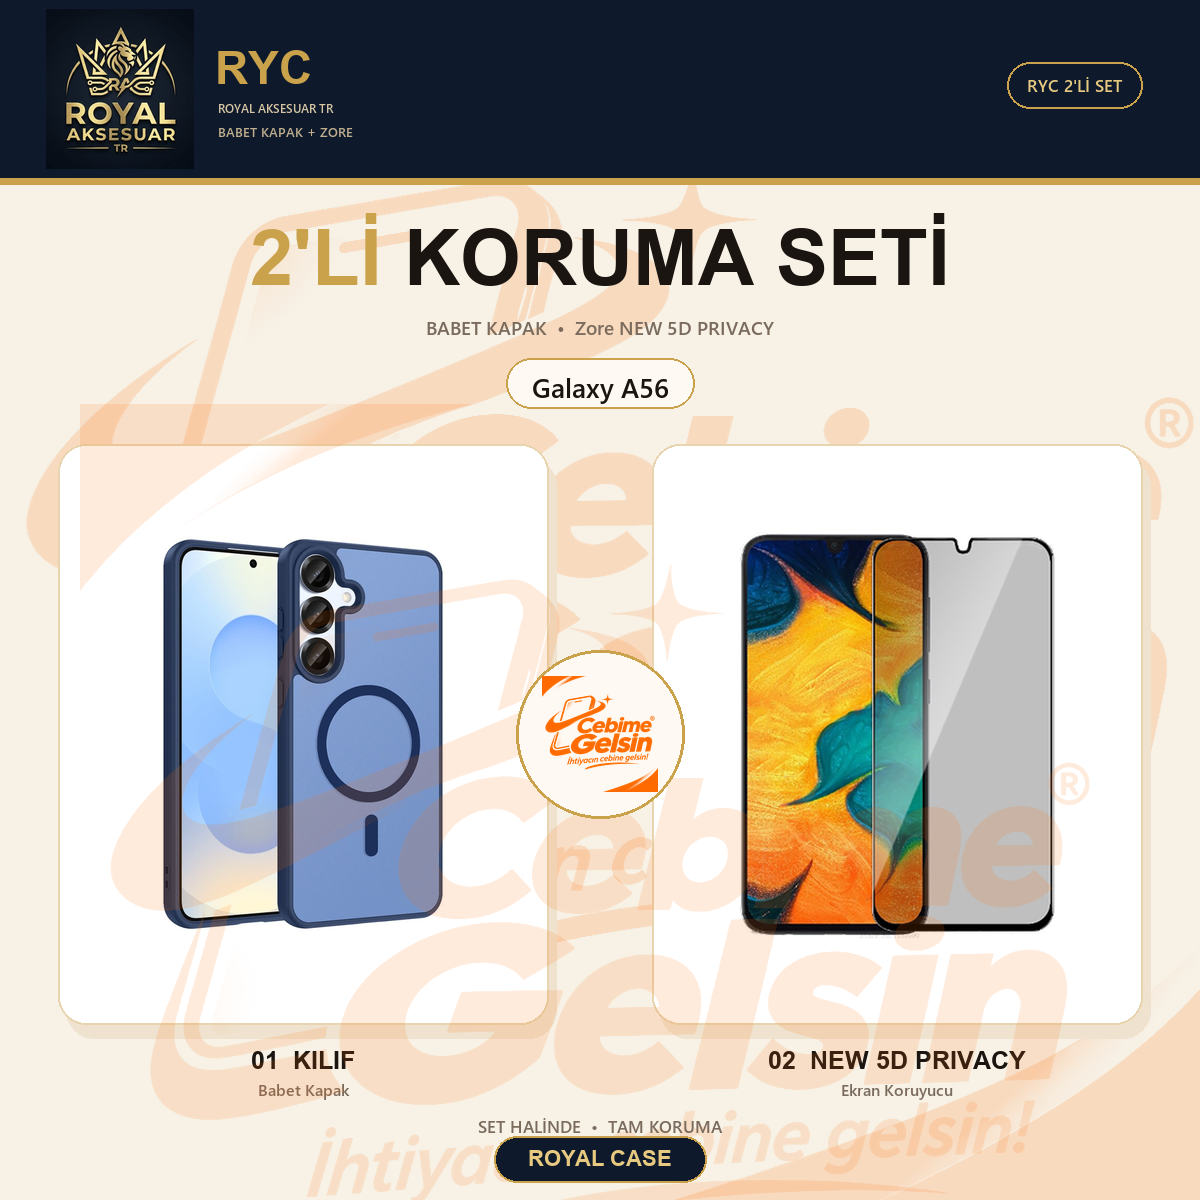 ROYAL
AKSESUAR
TR
RYC
ROYAL AKSESUAR TR
BABET KAPAK + ZORE
RYC 2'Lİ SET
2'Lİ KORUMA SETİ
BABET KAPAK • Zore NEW 5D PRIVACY
Galaxy A56
Cebime®
Gelsin
İhtiyacın cebine gelsin!
01 KILIF
Babet Kapak
02 NEW 5D PRIVACY
Ekran Koruyucu
SET HALİNDE • TAM KORUMA
ROYAL CASE
Cebime®
Gelsin